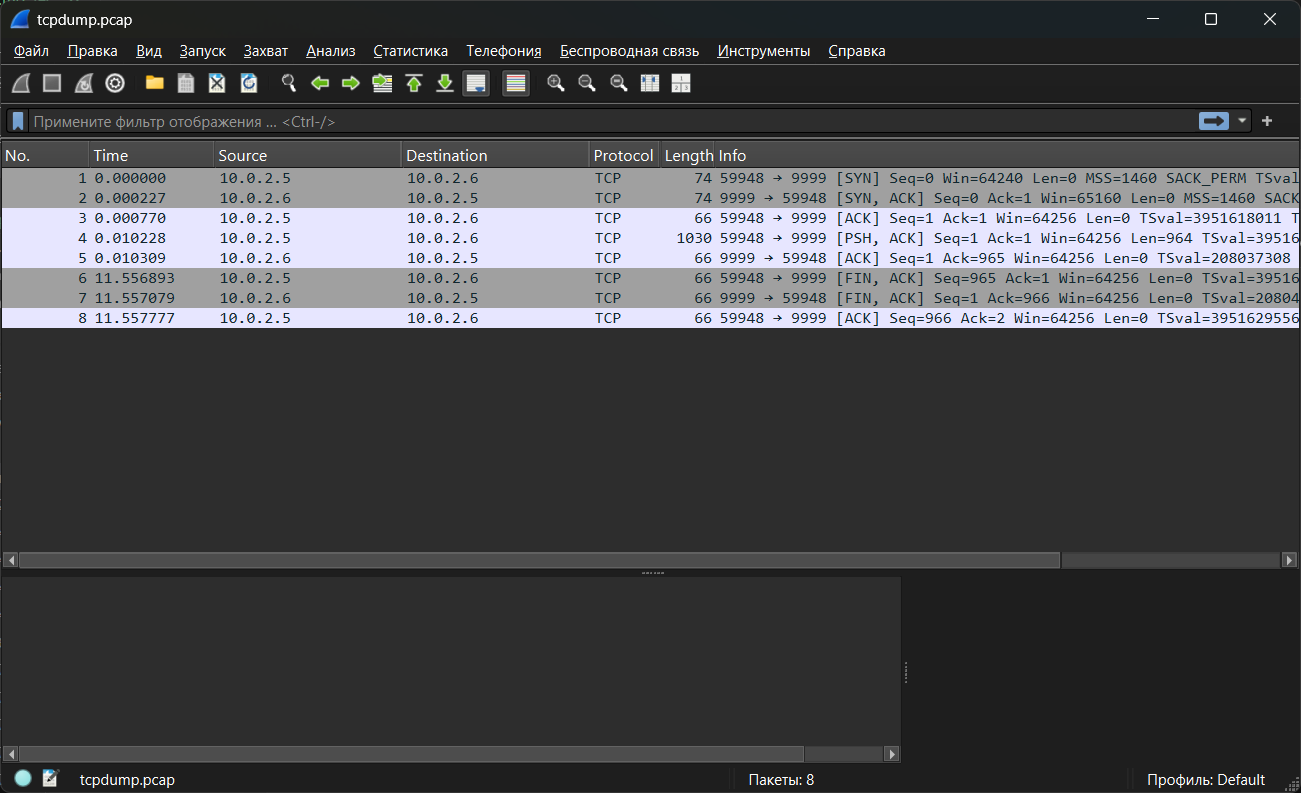 tcpdump.pcap
Файл Правка Вид Запуск Захват Анализ Статистика Телефония Беспроводная связь Инструменты Справка
Примените фильтр отображения ... <Ctrl-/>
No. Time Source Destination Protocol Length Info
1 0.000000 10.0.2.5 10.0.2.6 TCP 74 59948 → 9999 [SYN] Seq=0 Win=64240 Len=0 MSS=1460 SACK_PERM TSval
2 0.000227 10.0.2.6 10.0.2.5 TCP 74 9999 → 59948 [SYN, ACK] Seq=0 Ack=1 Win=65160 Len=0 MSS=1460 SACK
3 0.000770 10.0.2.5 10.0.2.6 TCP 66 59948 → 9999 [ACK] Seq=1 Ack=1 Win=64256 Len=0 TSval=3951618011 T
4 0.010228 10.0.2.5 10.0.2.6 TCP 1030 59948 → 9999 [PSH, ACK] Seq=1 Ack=1 Win=64256 Len=964 TSval=39516
5 0.010309 10.0.2.6 10.0.2.5 TCP 66 9999 → 59948 [ACK] Seq=1 Ack=965 Win=64256 Len=0 TSval=208037308
6 11.556893 10.0.2.5 10.0.2.6 TCP 66 59948 → 9999 [FIN, ACK] Seq=965 Ack=1 Win=64256 Len=0 TSval=39516
7 11.557079 10.0.2.6 10.0.2.5 TCP 66 9999 → 59948 [FIN, ACK] Seq=1 Ack=966 Win=64256 Len=0 TSval=20804
8 11.557777 10.0.2.5 10.0.2.6 TCP 66 59948 → 9999 [ACK] Seq=966 Ack=2 Win=64256 Len=0 TSval=3951629556
tcpdump.pcap Пакеты: 8 Профиль: Default